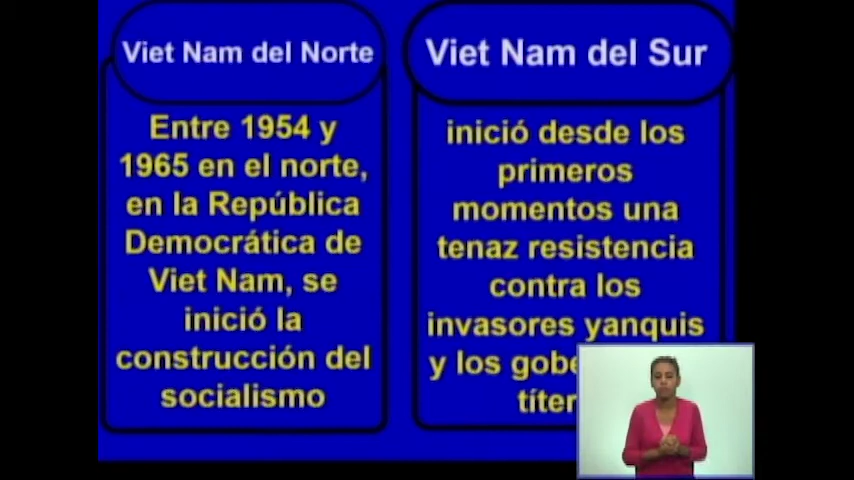 Viet Nam del Norte
Entre 1954 y
1965 en el norte,
en la República
Democrática de
Viet Nam, se
inició la
construcción del
socialismo
Viet Nam del Sur
inició desde los
primeros
momentos una
tenaz resistencia
contra los
invasores yanquis
y los